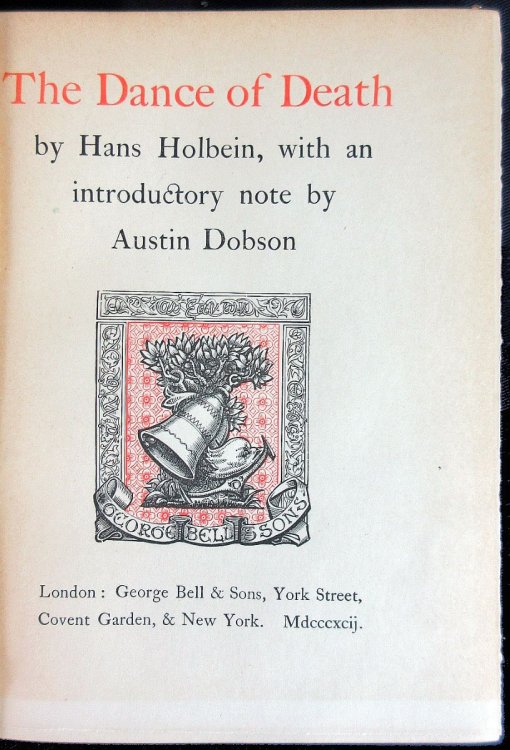 The Dance of Death
by Hans Holbein, with an
introductory note by
Austin Dobson
GEORGE BELL & SONS
London: George Bell & Sons, York Street,
Covent Garden, & New York. Mdcccxcij.